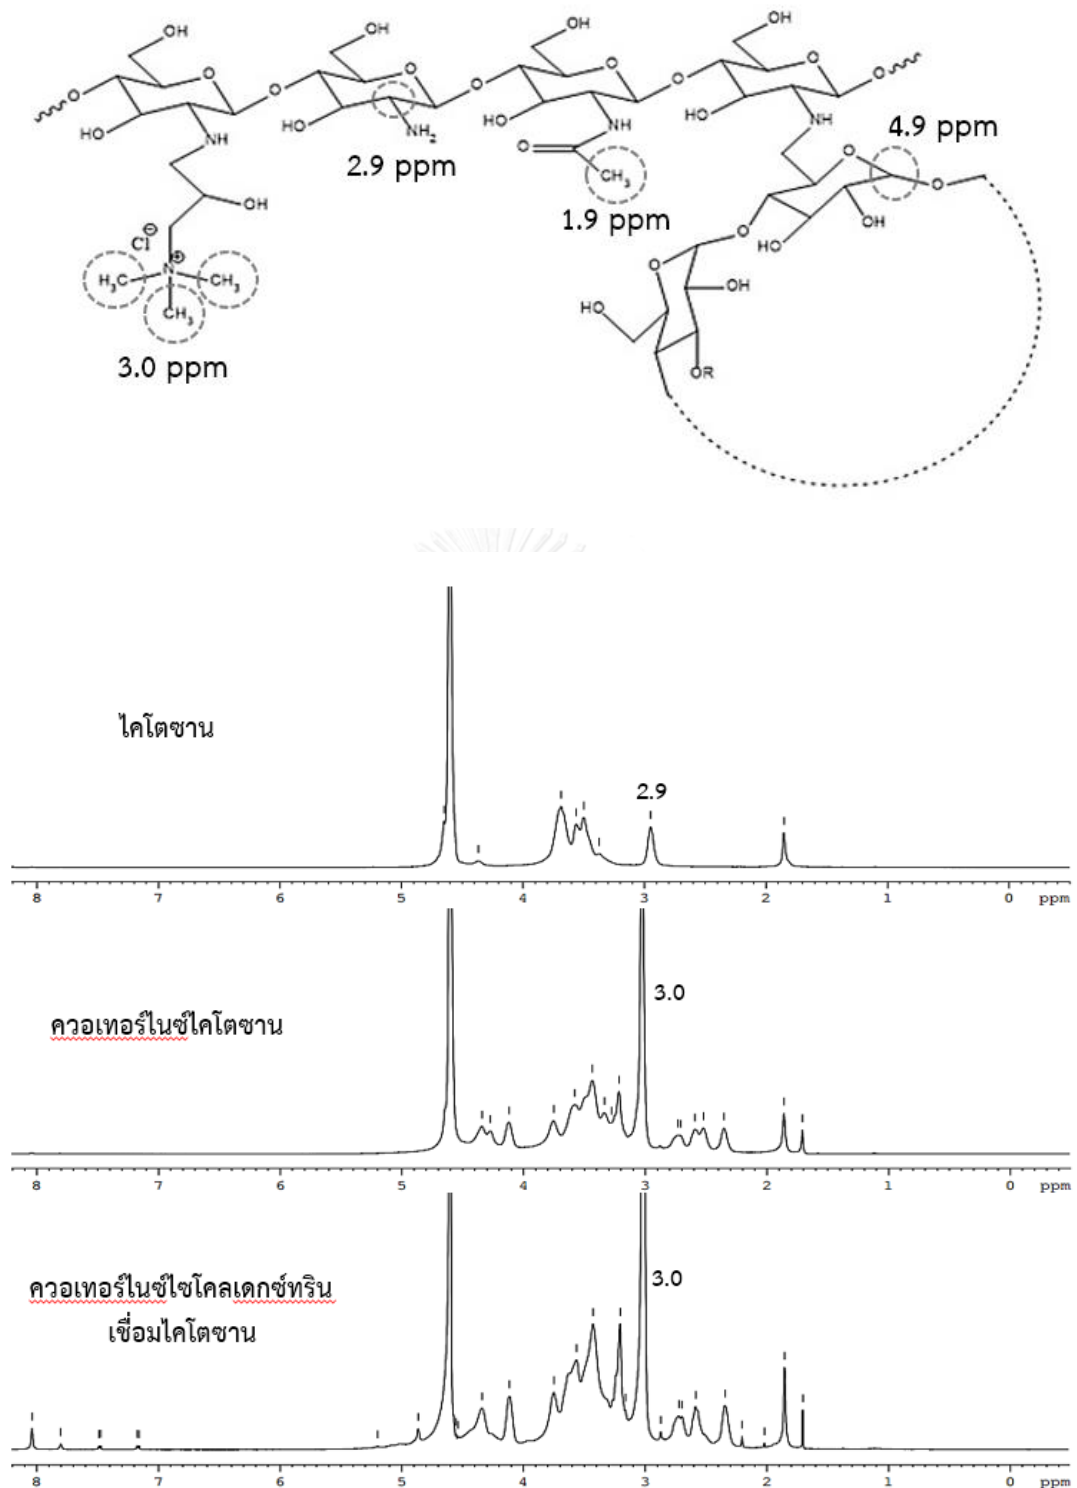 OH
OH
OH
OH
O
O
O
O
O
O
O
O
O
HO
NH
HO
NH₂
HO
NH
HO
NH
4.9 ppm
2.9 ppm
O
CH₃
O
O
OH
1.9 ppm
OH
HO
O
Cl⊖
N⊕
H₃C
CH₃
CH₃
O
OH
HO
OR
3.0 ppm
ไคโตซาน
2.9
8 7 6 5 4 3 2 1 0 ppm
3.0
ควอเทอร์ไนซ์ไคโตซาน
8 7 6 5 4 3 2 1 0 ppm
3.0
ควอเทอร์ไนซ์ไซโคลเดกซ์ทริน
เชื่อมไคโตซาน
8 7 6 5 4 3 2 1 0 ppm